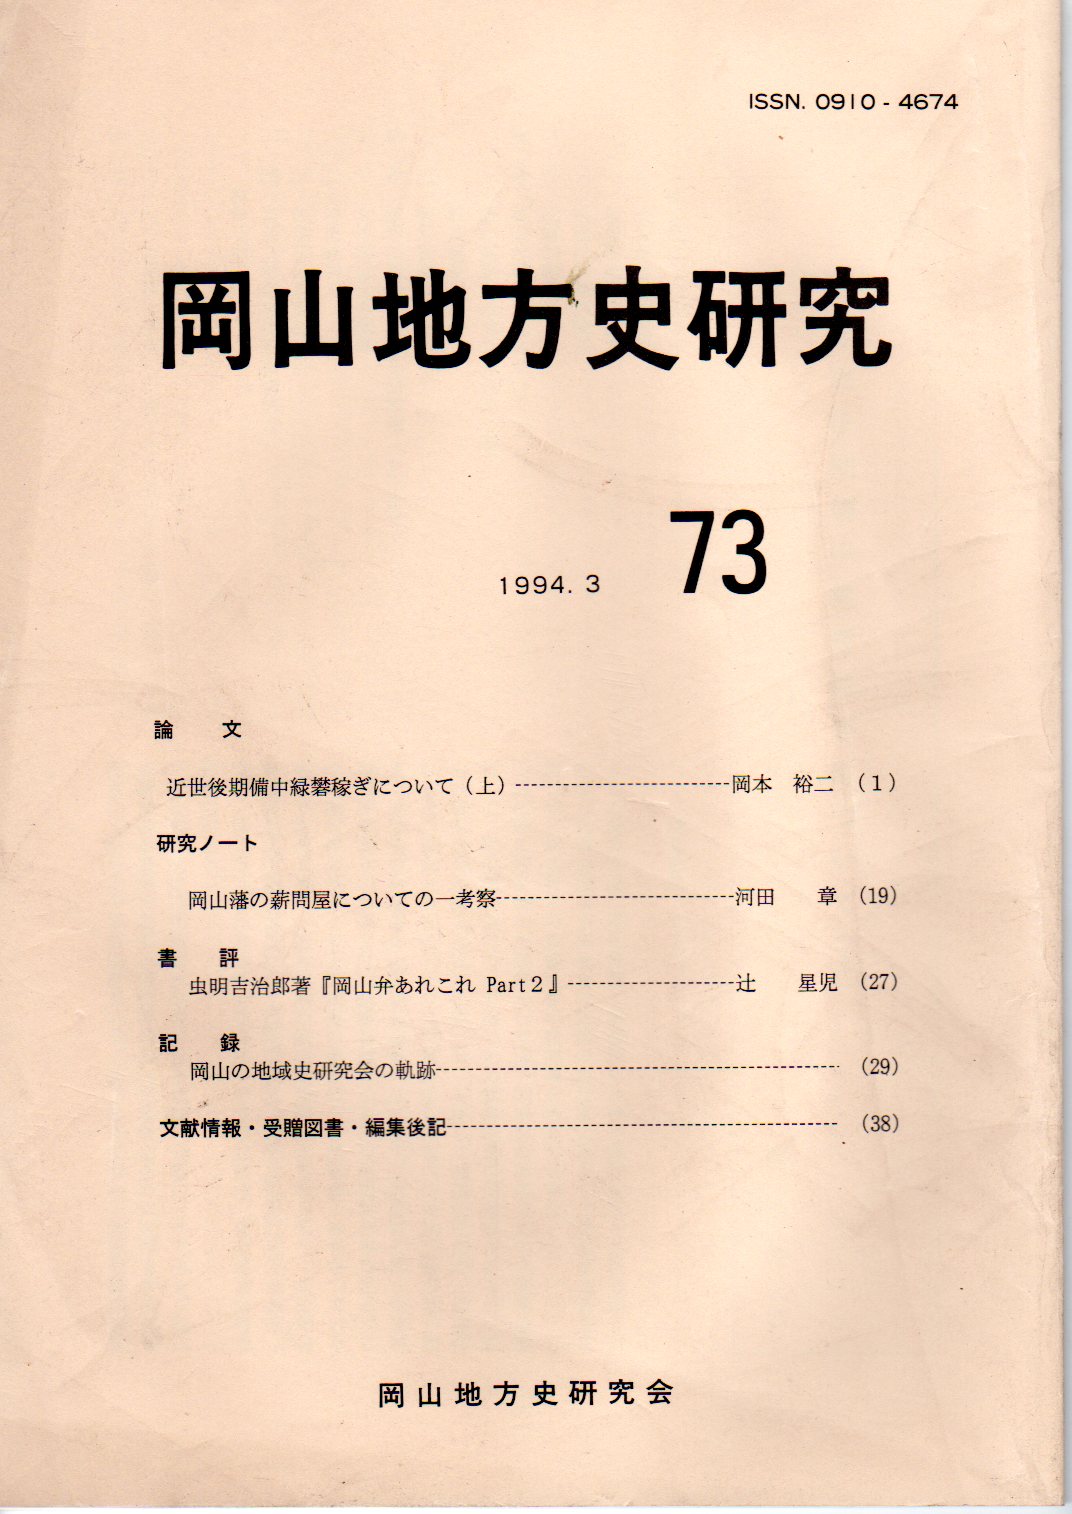 ISSN. 0910 - 4674
岡山地方史研究
1994. 3 73
論 文
近世後期備中緑礬稼ぎについて（上）---------------------------岡本 裕二 （1）
研究ノート
岡山藩の薪問屋についての一考察-------------------------------河田 章 (19)
書 評
虫明吉治郎著『岡山弁あれこれ Part2』----------------------辻 星児 (27)
記 録
岡山の地域史研究会の軌跡---------------------------------------------------- (29)
文献情報・受贈図書・編集後記-------------------------------------------------- (38)
岡山地方史研究会